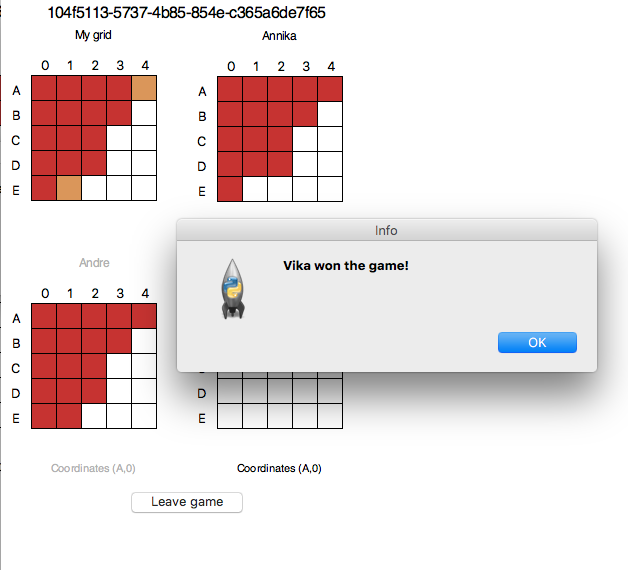 104f5113-5737-4b85-854e-c365a6de7f65
My grid
0 1 2 3 4
A
B
C
D
E
Annika
0 1 2 3 4
A
B
C
D
E
Info
Vika won the game!
OK
Andre
0 1 2 3 4
A
B
C
D
E
D
E
Coordinates (A,0)
Coordinates (A,0)
Leave game